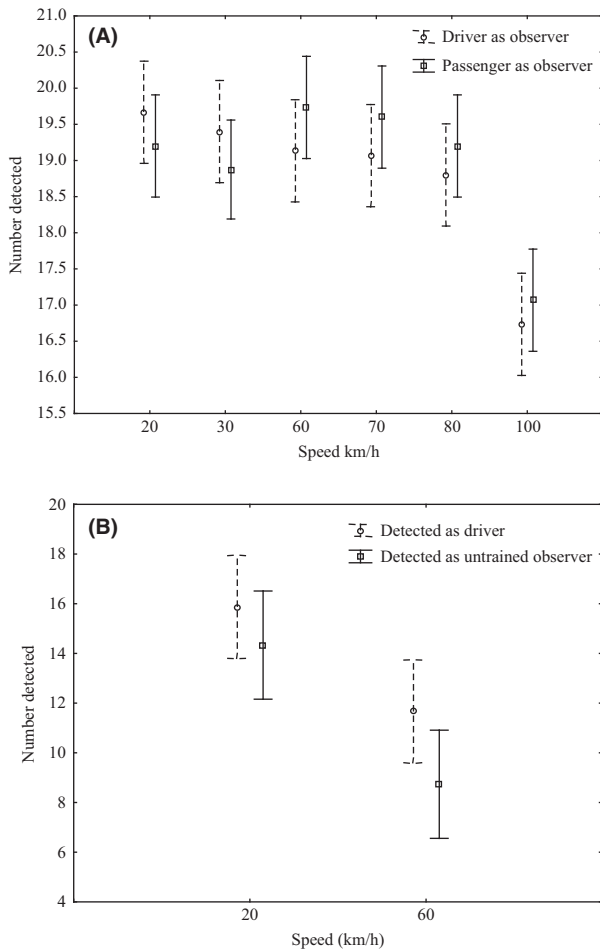 (A)
Driver as observer
Passenger as observer
Number detected
21.0
20.5
20.0
19.5
19.0
18.5
18.0
17.5
17.0
16.5
16.0
15.5
20 30 60 70 80 100
Speed km/h
(B)
Detected as driver
Detected as untrained observer
Number detected
20
18
16
14
12
10
8
6
4
20 60
Speed (km/h)